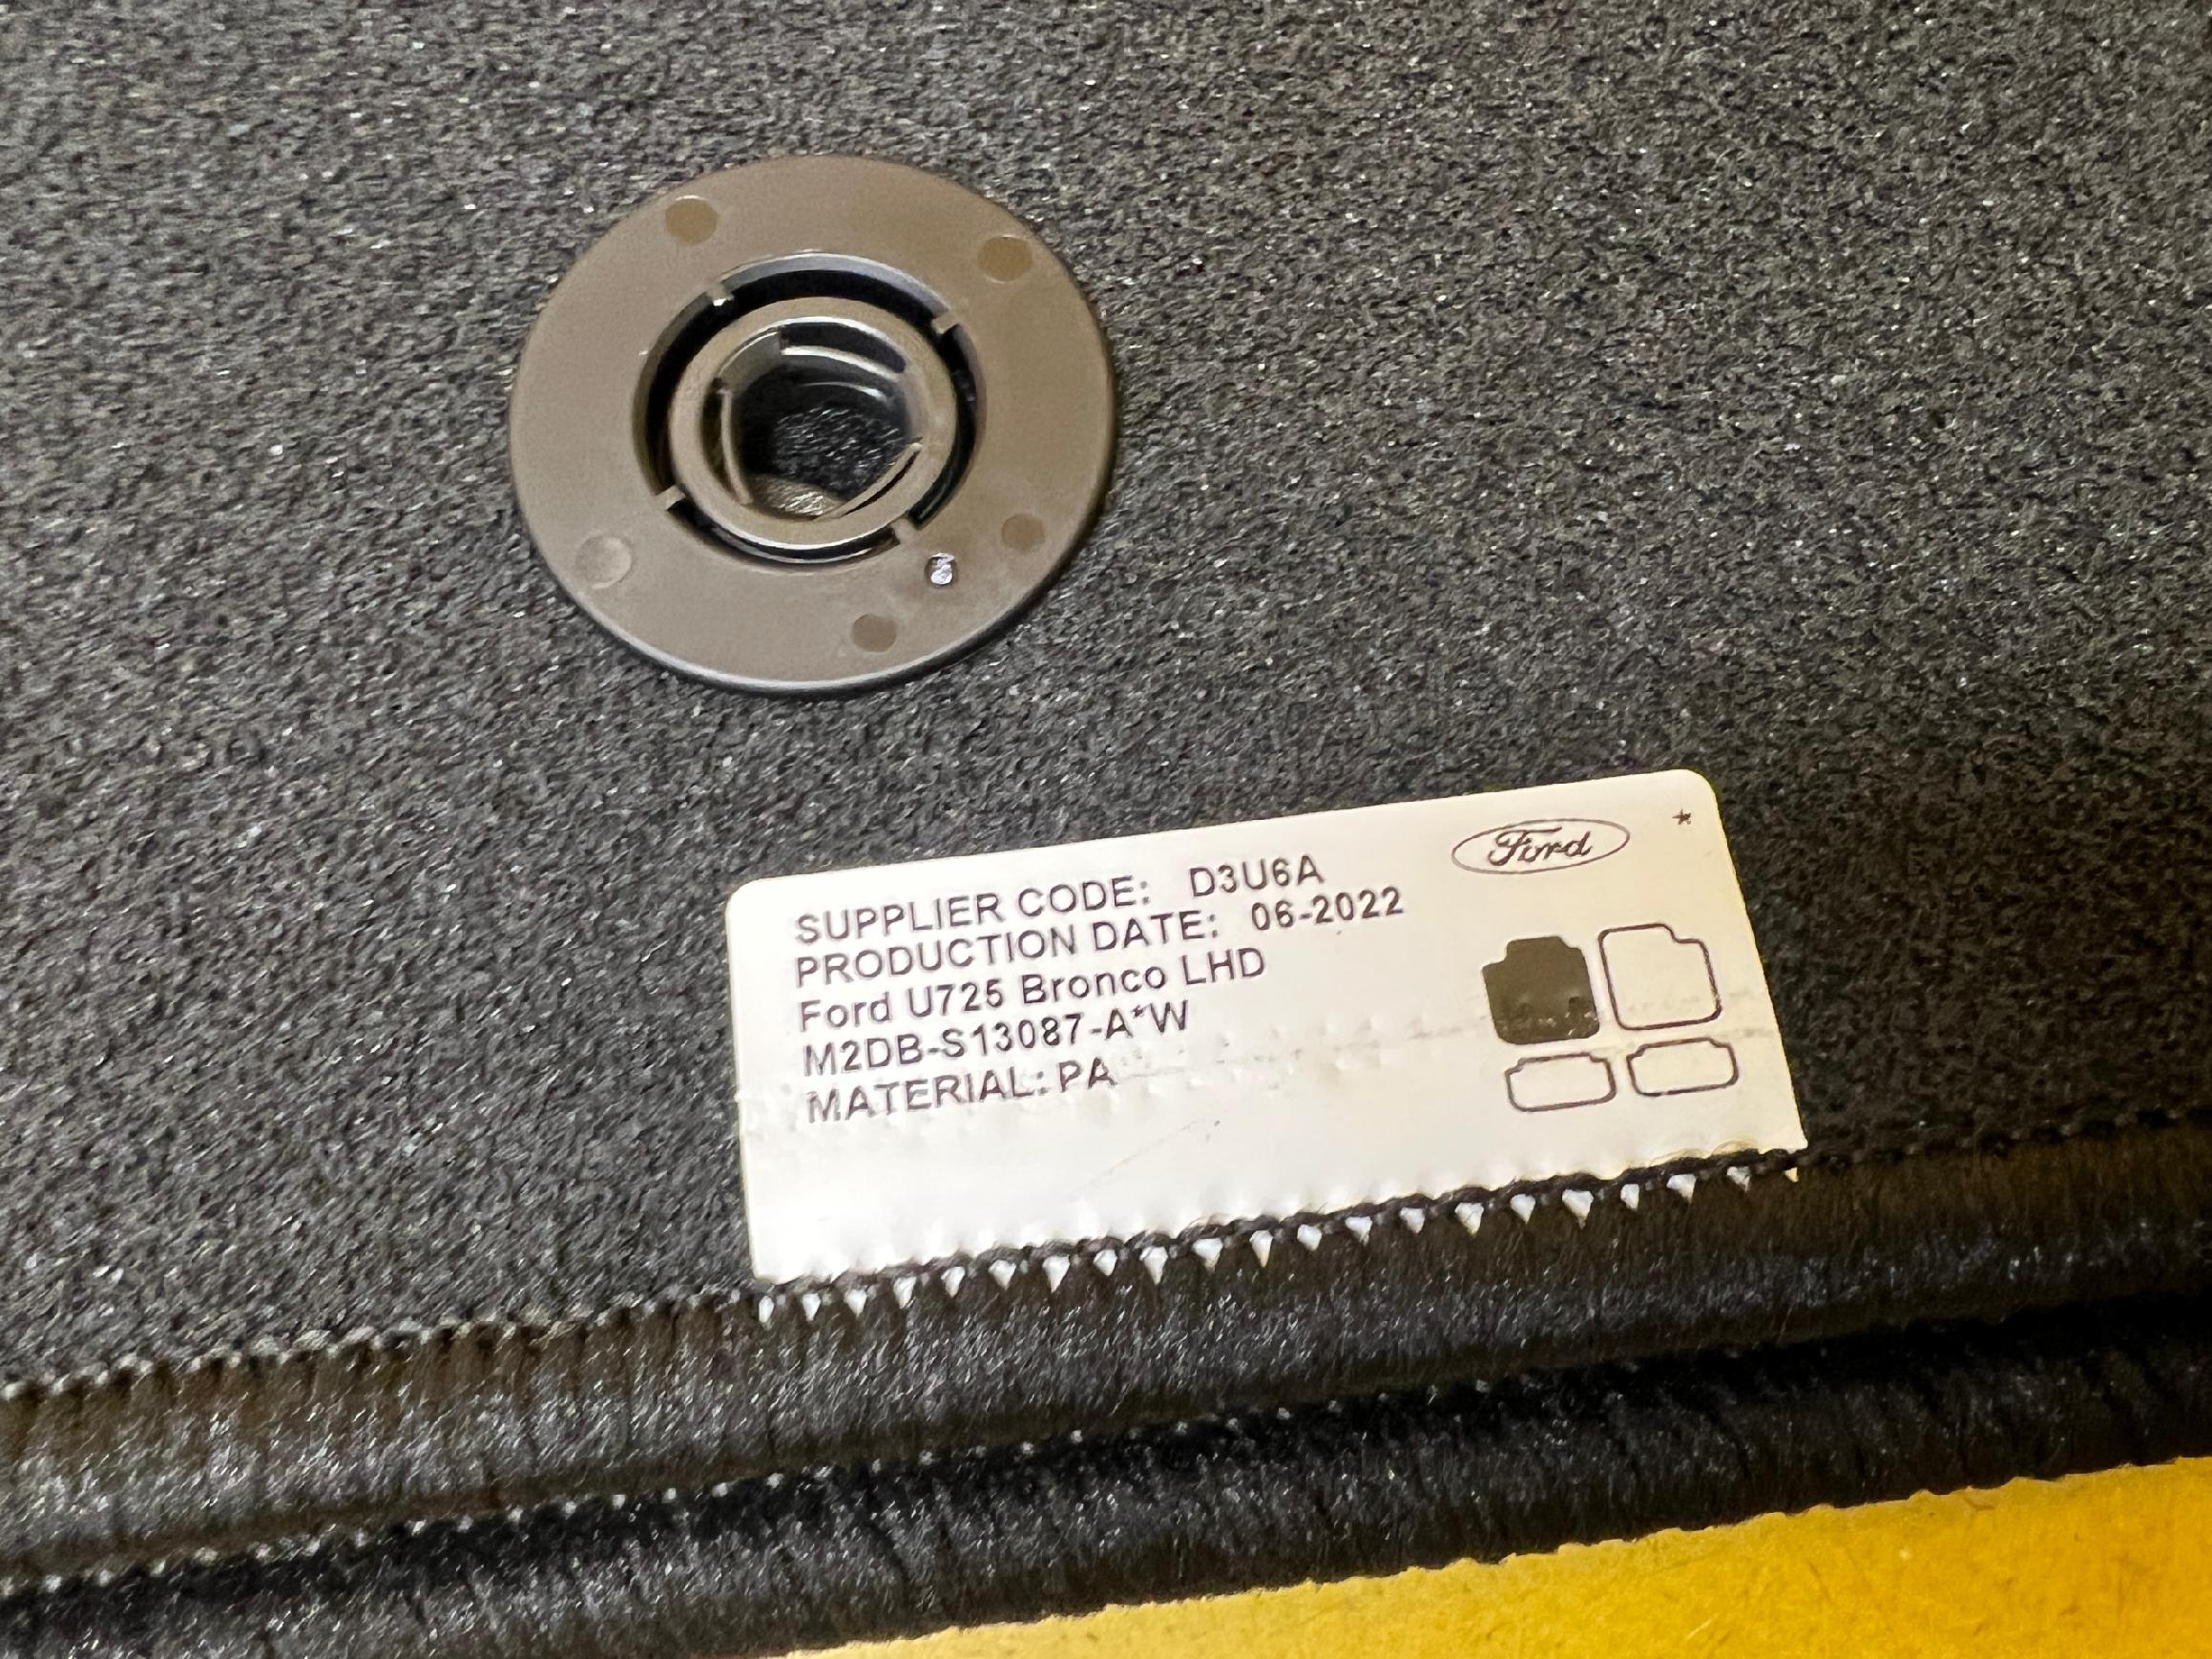 Ford *
SUPPLIER CODE: D3U6A
PRODUCTION DATE: 06-2022
Ford U725 Bronco LHD
M2DB-S13087-A*W
MATERIAL: PA